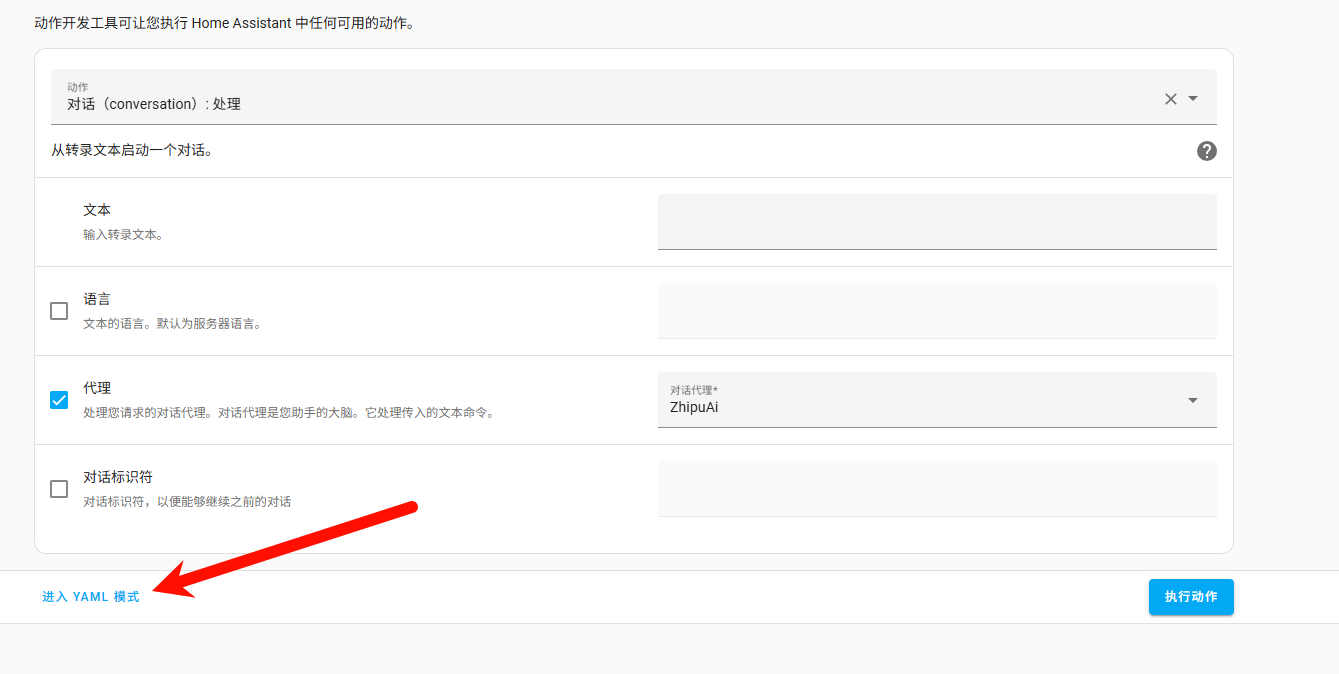 动作开发工具可让您执行 Home Assistant 中任何可用的动作。
动作
对话（conversation）: 处理
从转录文本启动一个对话。
文本
输入转录文本。
语言
文本的语言。默认为服务器语言。
代理
处理您请求的对话代理。对话代理是您助手的大脑。它处理传入的文本命令。
对话代理*
ZhipuAi
对话标识符
对话标识符，以便能够继续之前的对话
进入 YAML 模式
执行动作